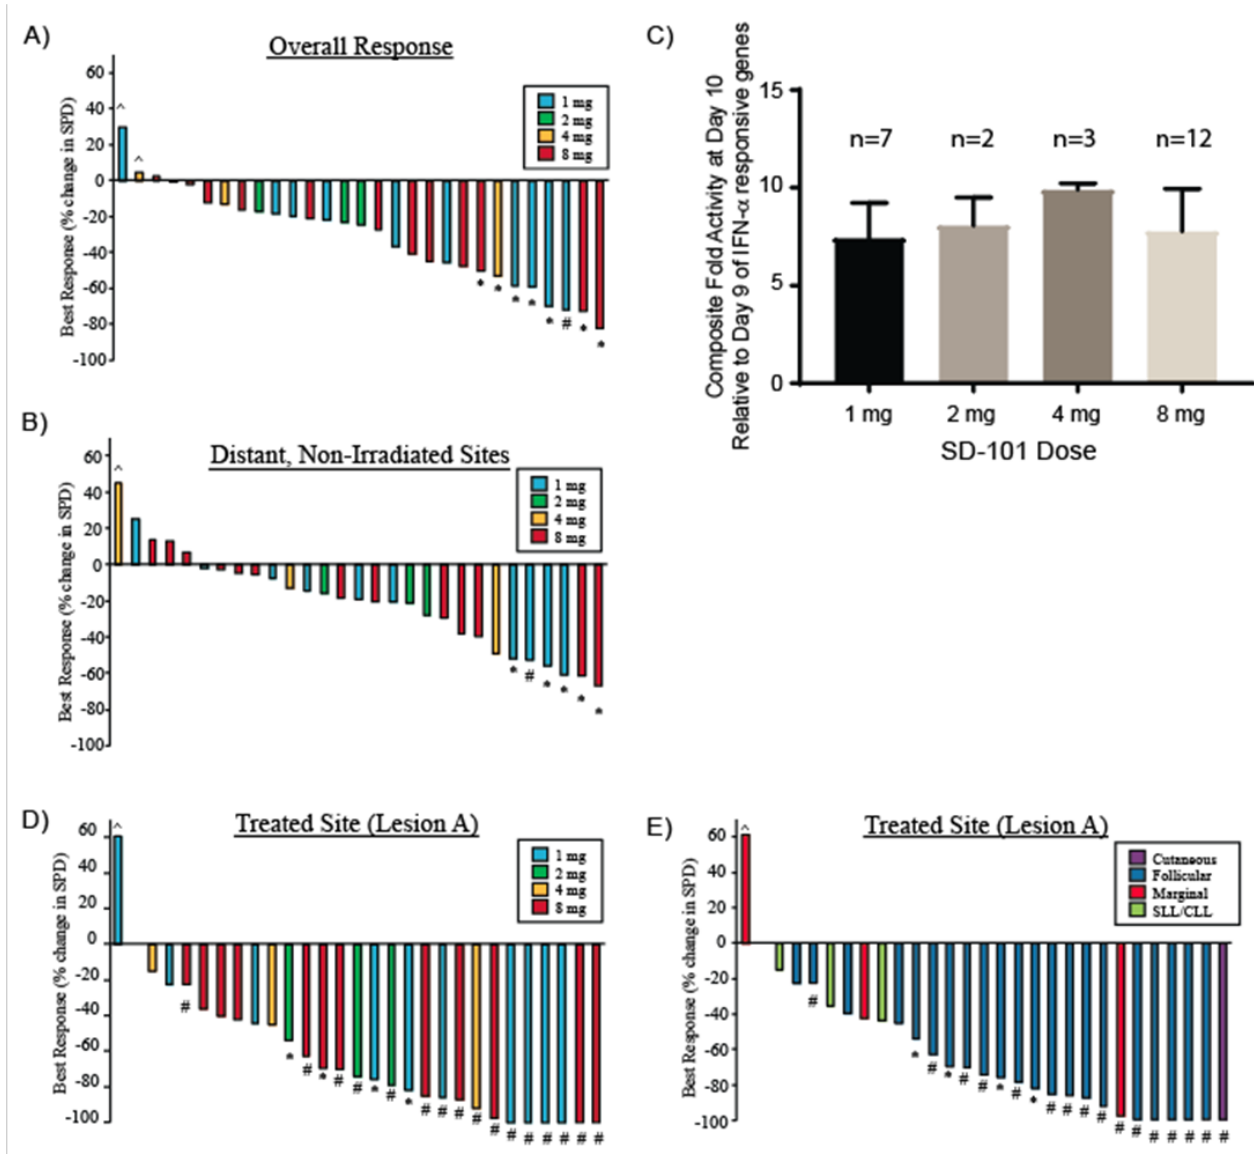 A)
Overall Response
Best Response (% change in SPD)
60
40
20
0
-20
-40
-60
-80
-100
^
^
* * * * * # * *
1 mg
2 mg
4 mg
8 mg
C)
Composite Fold Activity at Day 10
Relative to Day 9 of IFN-α responsive genes
15
10
5
0
n=7 n=2 n=3 n=12
1 mg 2 mg 4 mg 8 mg
SD-101 Dose
B)
Distant, Non-Irradiated Sites
Best Response (% change in SPD)
60
40
20
0
-20
-40
-60
-80
-100
^
* # * * * *
1 mg
2 mg
4 mg
8 mg
D)
Treated Site (Lesion A)
Best Response (% change in SPD)
60
40
20
0
-20
-40
-60
-80
-100
^
# * # * # # * # * # # # # # # # # # # #
1 mg
2 mg
4 mg
8 mg
E)
Treated Site (Lesion A)
Best Response (% change in SPD)
60
40
20
0
-20
-40
-60
-80
-100
^
# * # * # # * # * # # # # # # # # # # #
Cutaneous
Follicular
Marginal
SLL/CLL